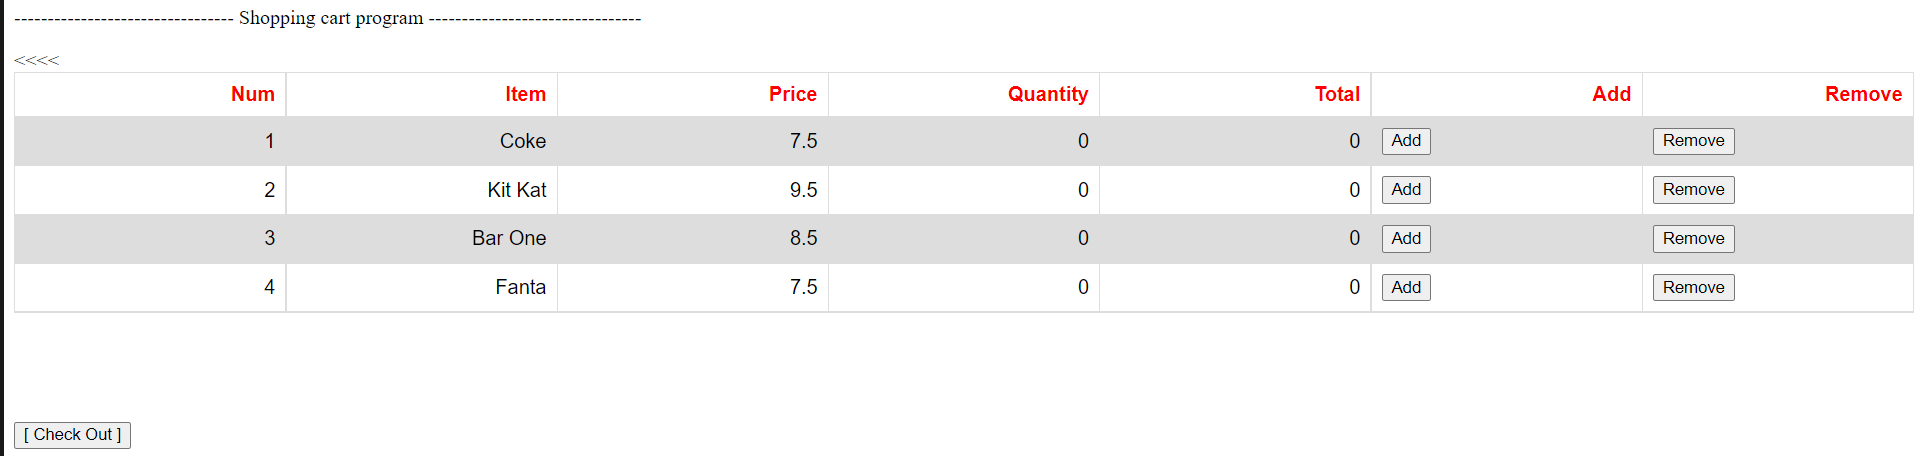 --------------------------------- Shopping cart program --------------------------------
<<<<
Num Item Price Quantity Total Add Remove
1 Coke 7.5 0 0 Add Remove
2 Kit Kat 9.5 0 0 Add Remove
3 Bar One 8.5 0 0 Add Remove
4 Fanta 7.5 0 0 Add Remove
[ Check Out ]